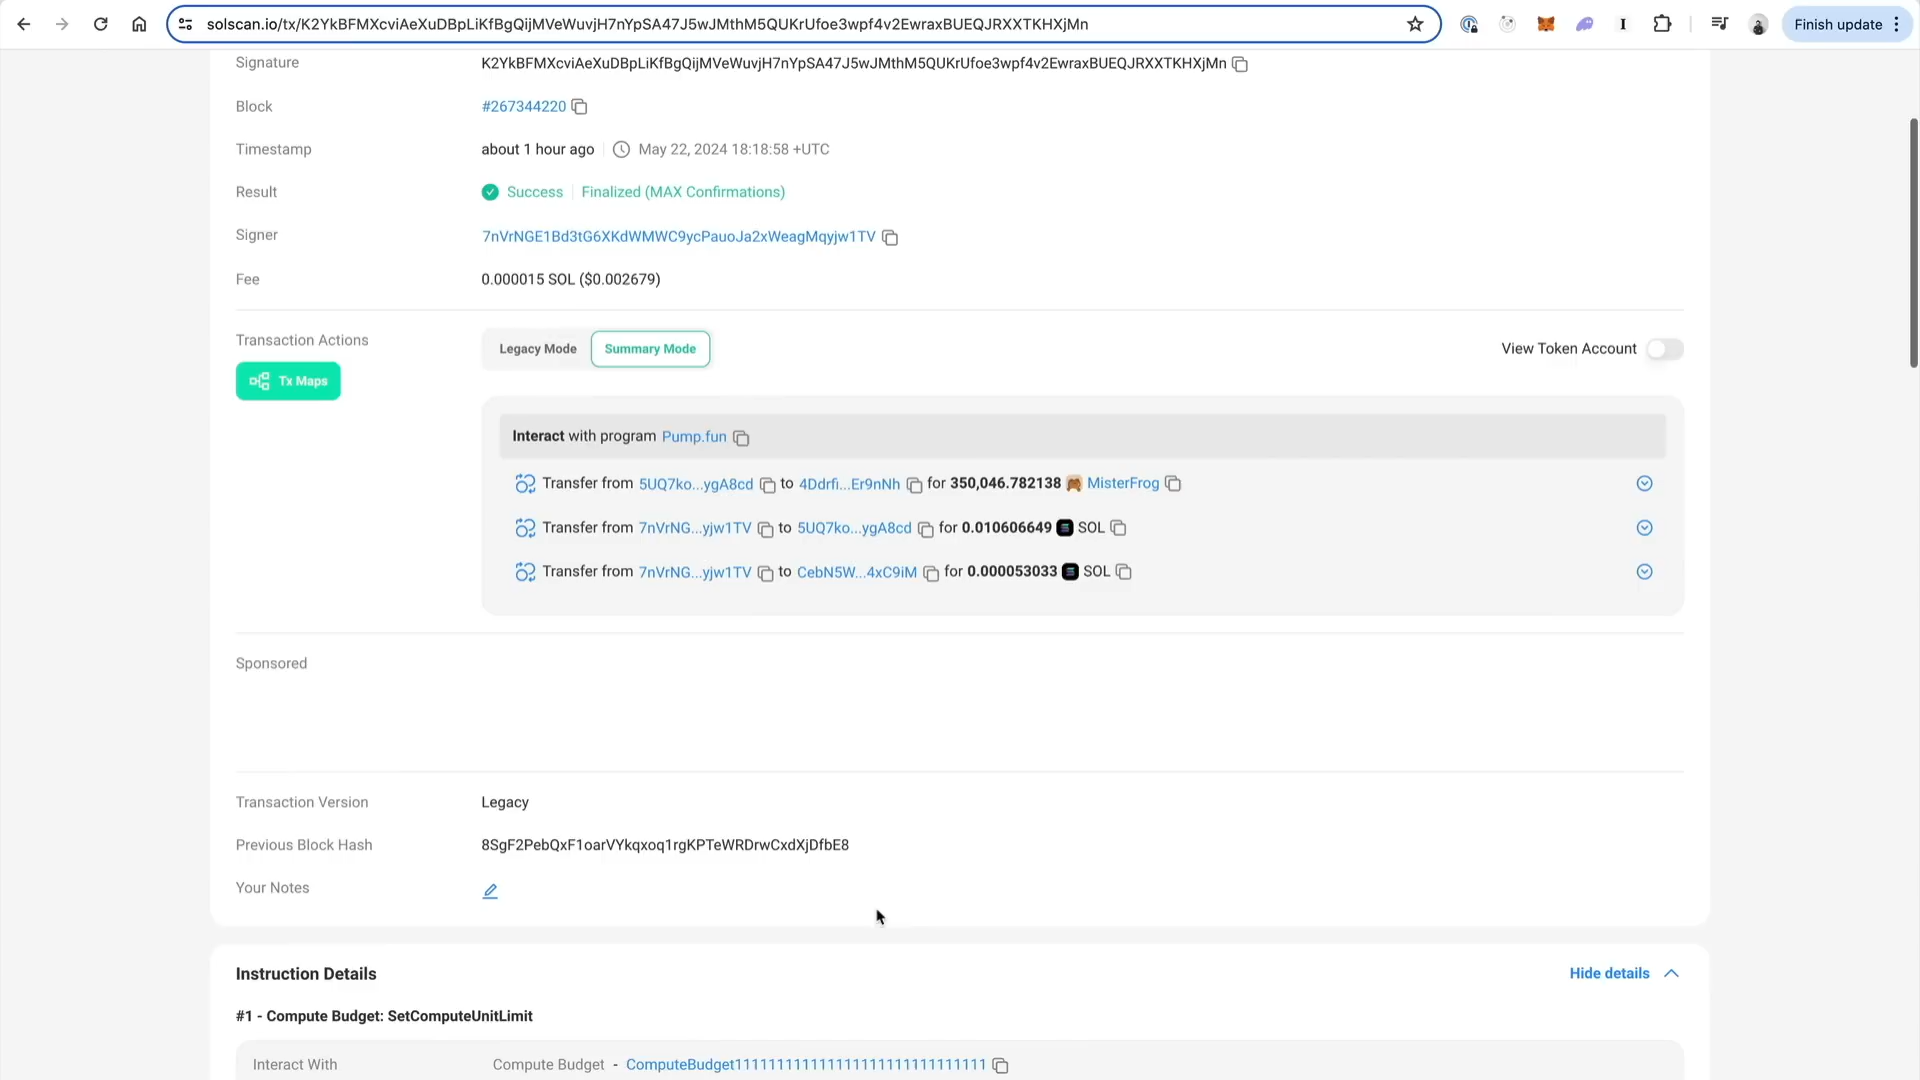 solscan.io/tx/K2YkBFMXcviAeXuDBpLiKfBgQijMVeWuvjH7nYpSA47J5wJMthM5QUKrUfoe3wpf4v2EwraxBUEQJRXXTKHXjMn
Finish update
Signature K2YkBFMXcviAeXuDBpLiKfBgQijMVeWuvjH7nYpSA47J5wJMthM5QUKrUfoe3wpf4v2EwraxBUEQJRXXTKHXjMn
Block #267344220
Timestamp about 1 hour ago May 22, 2024 18:18:58 +UTC
Result Success Finalized (MAX Confirmations)
Signer 7nVrNGE1Bd3tG6XKdWMWC9ycPauoJa2xWeagMqyjw1TV
Fee 0.000015 SOL ($0.002679)
Transaction Actions Legacy Mode Summary Mode View Token Account
Tx Maps
Interact with program Pump.fun
Transfer from 5UQ7ko...ygA8cd to 4Ddrfi...Er9nNh for 350,046.782138 MisterFrog
Transfer from 7nVrNG...yjw1TV to 5UQ7ko...ygA8cd for 0.010606649 SOL
Transfer from 7nVrNG...yjw1TV to CebN5W...4xC9iM for 0.000053033 SOL
Sponsored
Transaction Version Legacy
Previous Block Hash 8SgF2PebQxF1oarVYkqxoq1rgKPTeWRDrwCxdXjDfbE8
Your Notes
Instruction Details Hide details
#1 - Compute Budget: SetComputeUnitLimit
Interact With Compute Budget - ComputeBudget111111111111111111111111111111